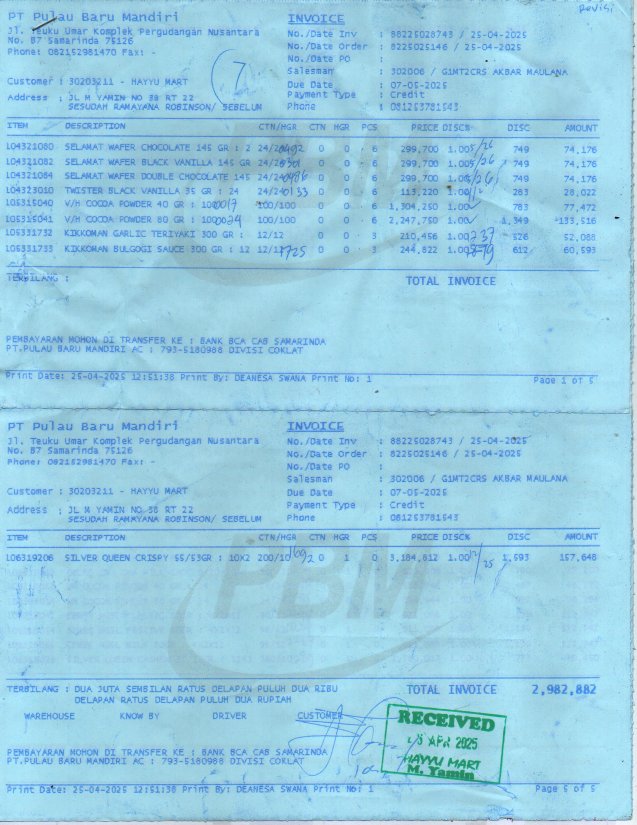 Revisi
PT Pulau Baru Mandiri
Jl. Teuku Umar Komplek Pergudangan Nusantara
No. B7 Samarinda 75126
Phone: 082152981470 Fax: -
INVOICE
No./Date Inv : 88225028743 / 25-04-2025
No./Date Order : 88225025146 / 25-04-2025
No./Date PO :
Salesman : 302006 / G1MT2CRS AKBAR MAULANA
Due Date : 07-05-2025
Payment Type : Credit
Phone : 081253781543
7
Customer : 30203211 - HAYYU MART
Address : JL M YAMIN NO 38 RT 22
SESUDAH RAMAYANA ROBINSON/ SEBELUM
ITEM DESCRIPTION CTN/HGR CTN HGR PCS PRICE DISC% DISC AMOUNT
104321080 SELAMAT WAFER CHOCOLATE 145 GR : 2 24/24 0 0 6 299,700 1.00 749 74,176
104321082 SELAMAT WAFER BLACK VANILLA 145 GR 24/24 0 0 6 299,700 1.00 749 74,176
104321084 SELAMAT WAFER DOUBLE CHOCOLATE 145 24/24 0 0 6 299,700 1.00 749 74,176
104323010 TWISTER BLACK VANILLA 35 GR : 24 24/24 0 0 6 113,220 1.00 283 28,022
105315040 V/H COCOA POWDER 40 GR : 100 100/100 0 0 6 1,304,250 1.00 783 77,472
105315041 V/H COCOA POWDER 80 GR : 100 100/100 0 0 6 2,247,750 1.00 1,349 133,516
105331732 KIKKOMAN GARLIC TERIYAKI 300 GR : 12/12 0 0 3 210,456 1.00 526 52,088
105331733 KIKKOMAN BULGOGI SAUCE 300 GR : 12 12/12 0 0 3 244,822 1.00 612 60,593
TERBILANG :
TOTAL INVOICE
PEMBAYARAN MOHON DI TRANSFER KE : BANK BCA CAB SAMARINDA
PT.PULAU BARU MANDIRI AC : 793-5180988 DIVISI COKLAT
Print Date: 25-04-2025 12:51:38 Print By: DEANESA SWANA Print No: 1
Page 1 of 5
PT Pulau Baru Mandiri
Jl. Teuku Umar Komplek Pergudangan Nusantara
No. B7 Samarinda 75126
Phone: 082152981470 Fax: -
INVOICE
No./Date Inv : 88225028743 / 25-04-2025
No./Date Order : 88225025146 / 25-04-2025
No./Date PO :
Salesman : 302006 / G1MT2CRS AKBAR MAULANA
Due Date : 07-05-2025
Payment Type : Credit
Phone : 081253781543
Customer : 30203211 - HAYYU MART
Address : JL M YAMIN NO 38 RT 22
SESUDAH RAMAYANA ROBINSON/ SEBELUM
ITEM DESCRIPTION CTN/HGR CTN HGR PCS PRICE DISC% DISC AMOUNT
106319206 SILVER QUEEN CRISPY 55/53GR : 10X2 200/10 0 1 0 3,184,812 1.00 1,593 157,648
PBM
TERBILANG : DUA JUTA SEMBILAN RATUS DELAPAN PULUH DUA RIBU
DELAPAN RATUS DELAPAN PULUH DUA RUPIAH
TOTAL INVOICE 2,982,882
WAREHOUSE KNOW BY DRIVER CUSTOMER
RECEIVED
APR 2025
HAYYU MART
M. Yamin
PEMBAYARAN MOHON DI TRANSFER KE : BANK BCA CAB SAMARINDA
PT.PULAU BARU MANDIRI AC : 793-5180988 DIVISI COKLAT
Print Date: 25-04-2025 12:51:38 Print By: DEANESA SWANA Print No: 1
Page 5 of 5